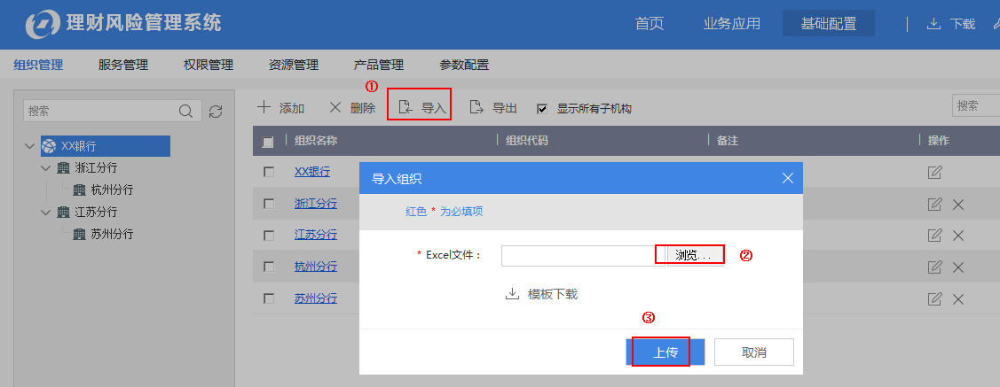 理财风险管理系统
首页 业务应用 基础配置 | 下载
组织管理 服务管理 权限管理 资源管理 产品管理 参数配置
①
搜索
添加 删除 导入 导出 显示所有子机构 搜索
组织名称 组织代码 备注 操作
XX银行
浙江分行
杭州分行
江苏分行
苏州分行
XX银行
浙江分行
江苏分行
杭州分行
苏州分行
导入组织
红色 * 为必填项
* Excel文件： 浏览... ②
模板下载
③
上传 取消